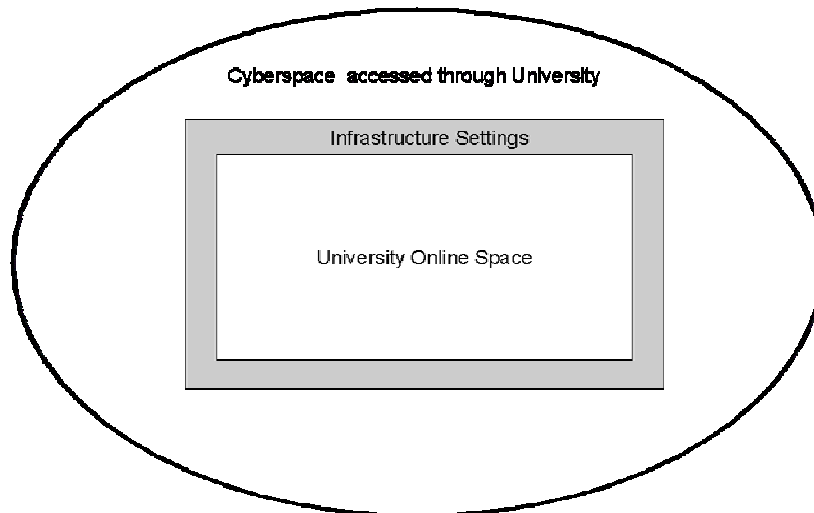 Cyberspace accessed through University
Infrastructure Settings
University Online Space